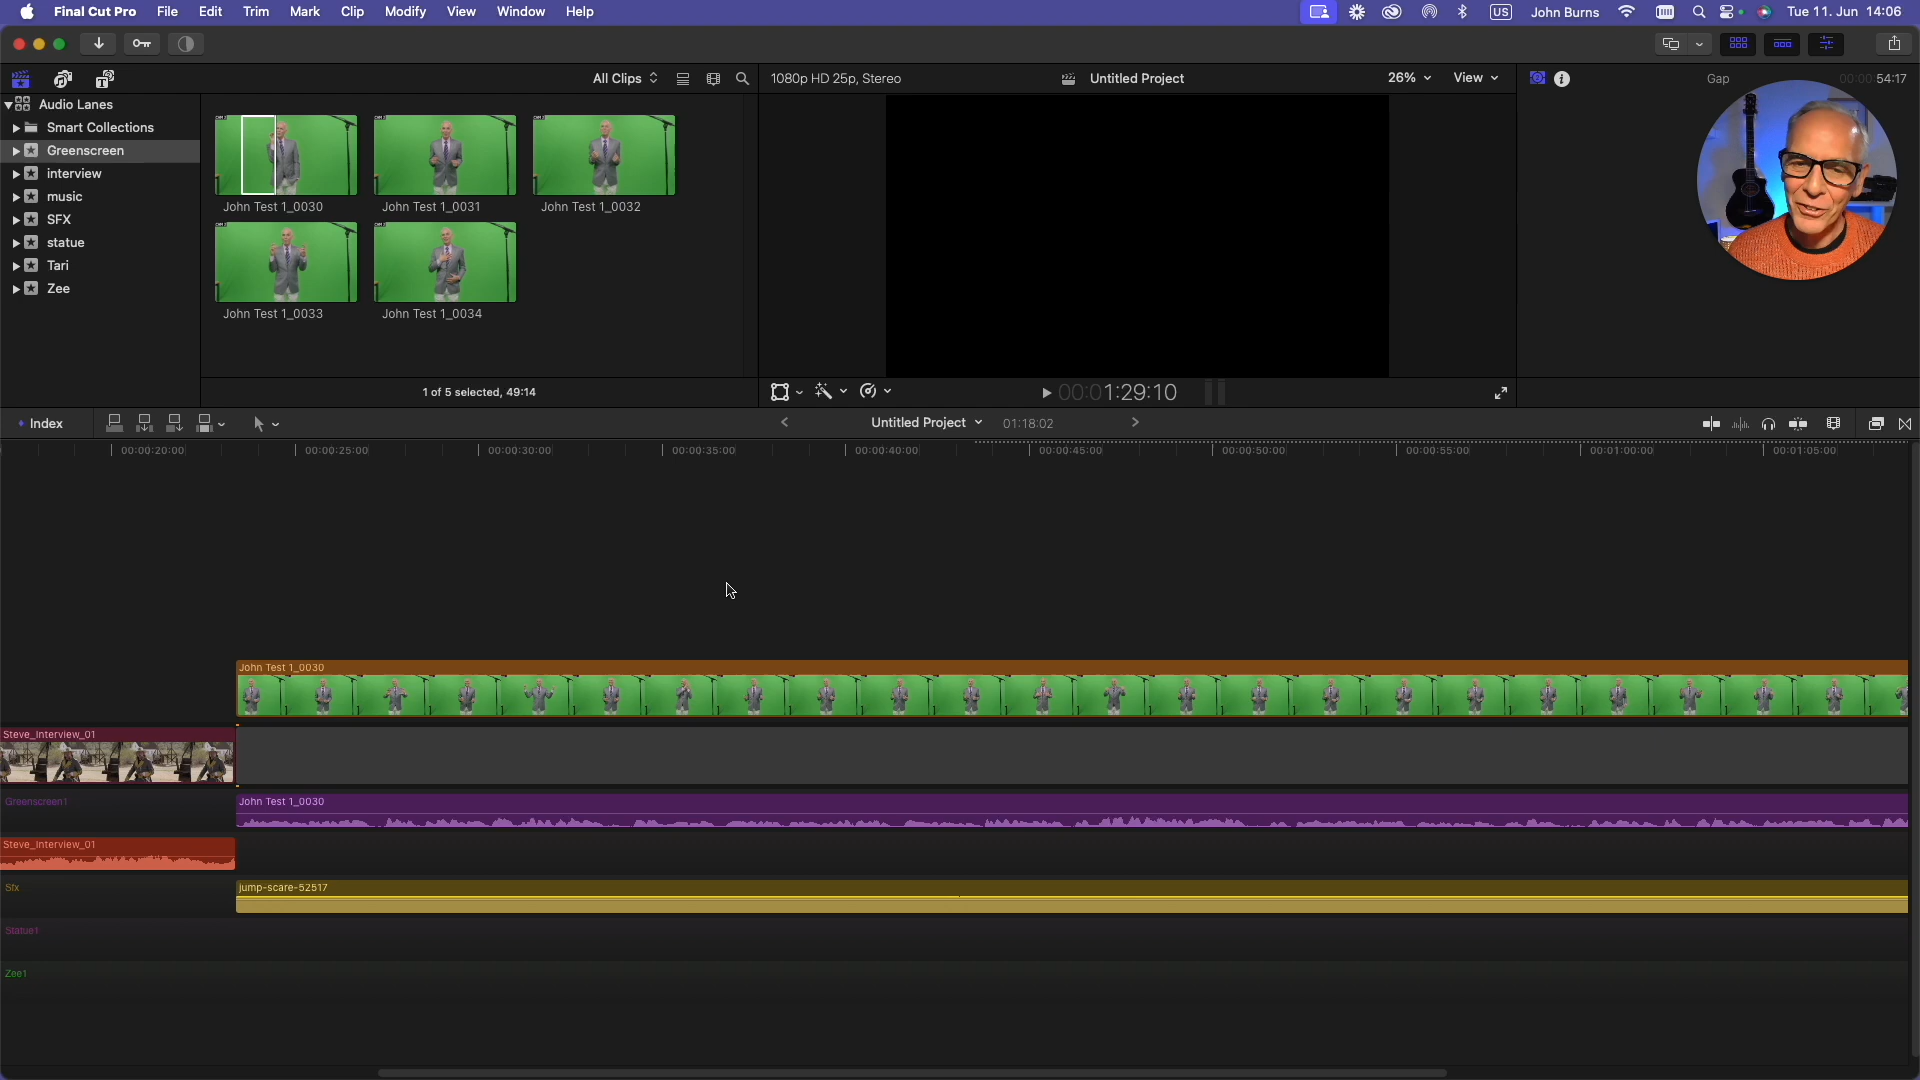 Final Cut Pro File Edit Trim Mark Clip Modify View Window Help US John Burns Tue 11. Jun 14:06
All Clips 1080p HD 25p, Stereo Untitled Project 26% View Gap 00:00:54:17
Audio Lanes
Smart Collections
Greenscreen
interview
music
SFX
statue
Tari
Zee
John Test 1_0030 John Test 1_0031 John Test 1_0032
John Test 1_0033 John Test 1_0034
1 of 5 selected, 49:14 00:01:29:10
Index Untitled Project 01:18:02
00:00:20:00 00:00:25:00 00:00:30:00 00:00:35:00 00:00:40:00 00:00:45:00 00:00:50:00 00:00:55:00 00:01:00:00 00:01:05:00
John Test 1_0030
Steve_Interview_01
Greenscreen1 John Test 1_0030
Steve_Interview_01
Sfx jump-scare-52517
Statue1
Zee1